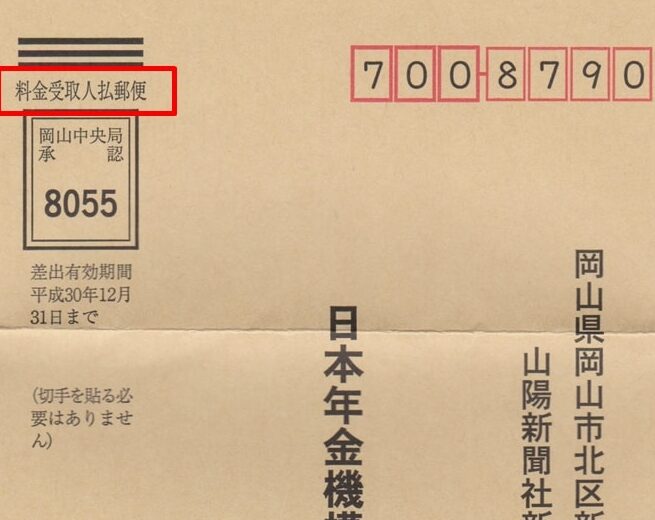 料金受取人払郵便
岡山中央局
承認
8055
差出有効期間
平成30年12月
31日まで
(切手を貼る必
要はありませ
ん)
700-8790
岡山県岡山市北区
山陽新聞社
日本年金機